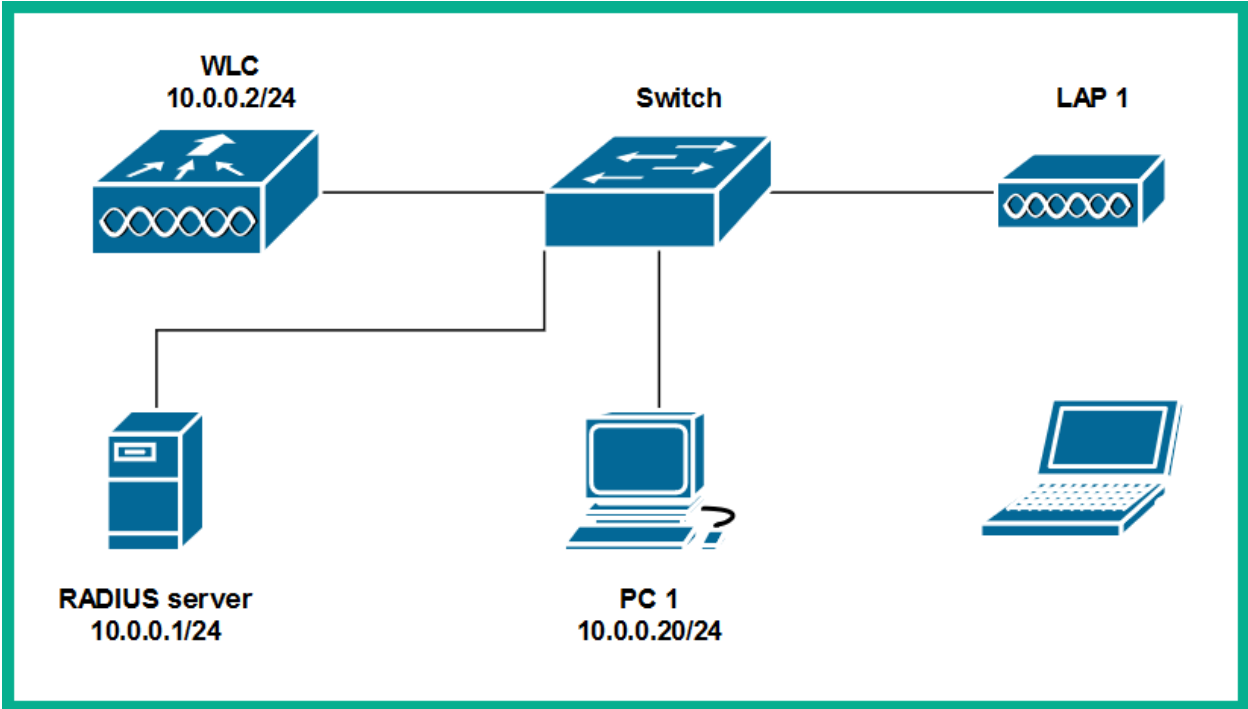 WLC
10.0.0.2/24
Switch
LAP 1
RADIUS server
10.0.0.1/24
PC 1
10.0.0.20/24